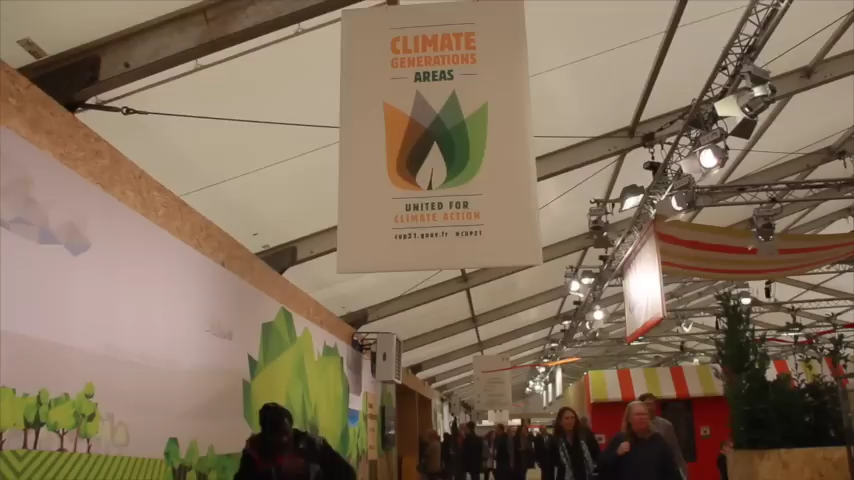 CLIMATE
GENERATIONS
AREAS
UNITED FOR
CLIMATE ACTION
cop21.gouv.fr #COP21